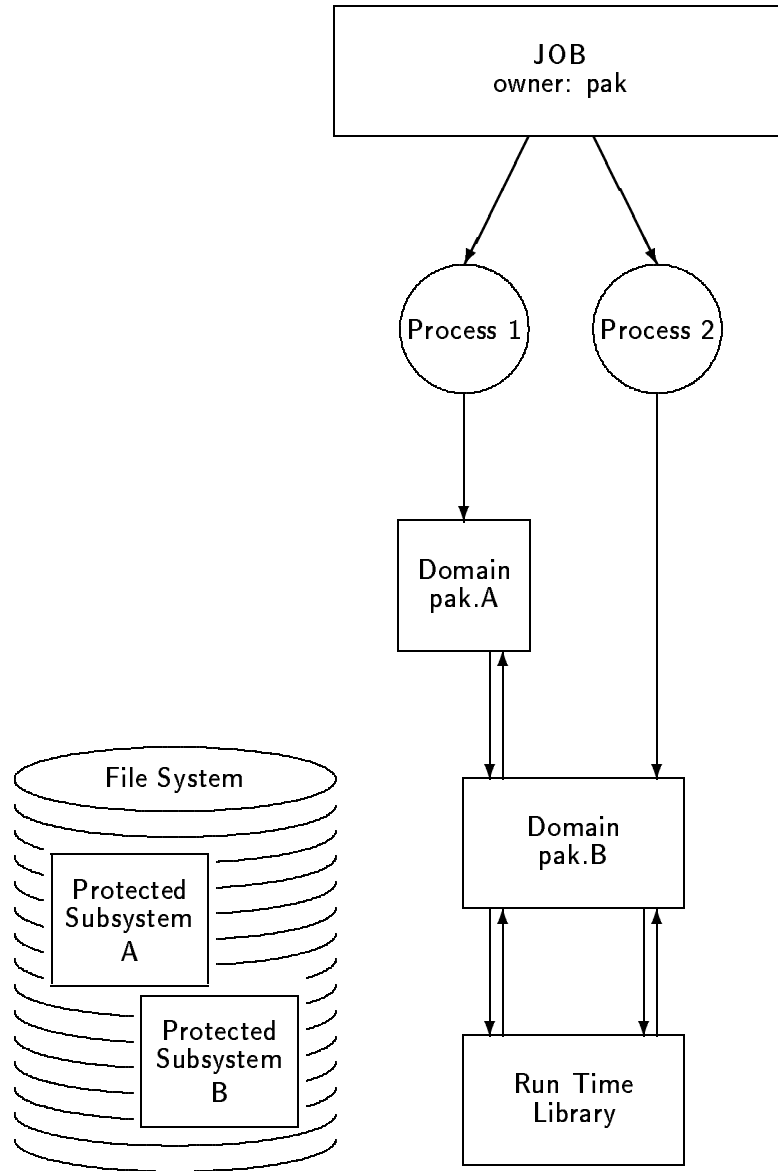 JOB
owner: pak
Process 1
Process 2
Domain
pak.A
File System
Domain
pak.B
Protected
Subsystem
A
Protected
Subsystem
B
Run Time
Library